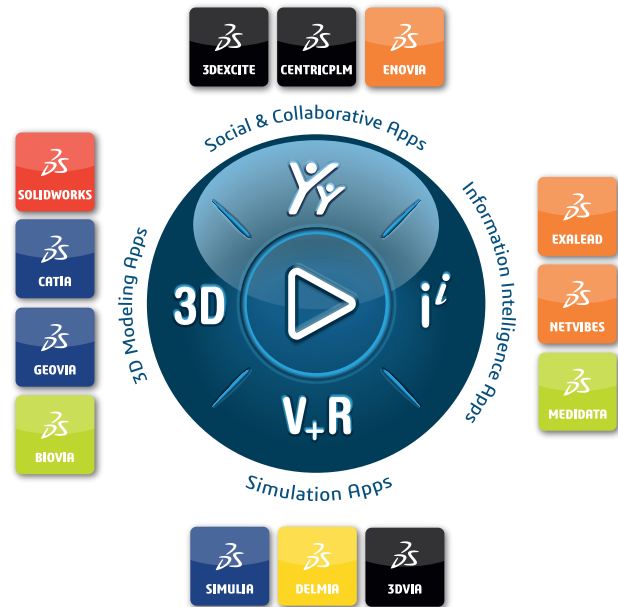 3DEXCITE
CENTRICPLM
ENOVIA
Social & Collaborative Apps
SOLIDWORKS
CATIA
GEOVIA
BIOVIA
3D Modeling Apps
3D
i i
V+R
Information Intelligence Apps
EXALEAD
NETVIBES
MEDIDATA
Simulation Apps
SIMULIA
DELMIA
3DVIA